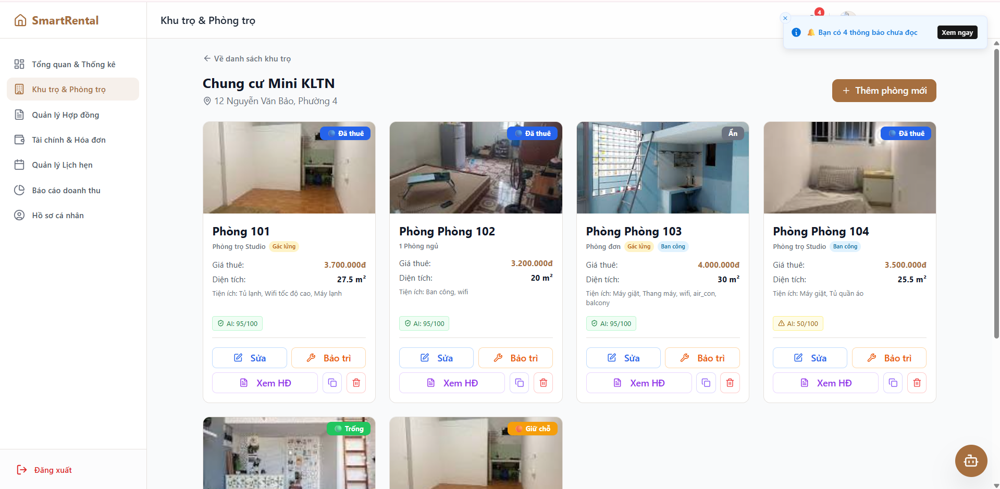 SmartRental
Khu trọ & Phòng trọ
4
Bạn có 4 thông báo chưa đọc
Xem ngay
Tổng quan & Thống kê
Khu trọ & Phòng trọ
Quản lý Hợp đồng
Tài chính & Hóa đơn
Quản lý Lịch hẹn
Báo cáo doanh thu
Hồ sơ cá nhân
Đăng xuất
Về danh sách khu trọ
Chung cư Mini KLTN
12 Nguyễn Văn Bảo, Phường 4
Thêm phòng mới
Đã thuê
Phòng 101
Phòng trọ Studio Gác lửng
Giá thuê: 3.700.000đ
Diện tích: 27.5 m²
Tiện ích: Tủ lạnh, Wifi tốc độ cao, Máy lạnh
AI: 95/100
Sửa Bảo trì
Xem HĐ
Đã thuê
Phòng Phòng 102
1 Phòng ngủ
Giá thuê: 3.200.000đ
Diện tích: 20 m²
Tiện ích: Ban công, wifi
AI: 95/100
Sửa Bảo trì
Xem HĐ
Ẩn
Phòng Phòng 103
Phòng đơn Gác lửng Ban công
Giá thuê: 4.000.000đ
Diện tích: 30 m²
Tiện ích: Máy giặt, Thang máy, wifi, air_con,
balcony
AI: 95/100
Sửa Bảo trì
Xem HĐ
Đã thuê
Phòng Phòng 104
Phòng trọ Studio Ban công
Giá thuê: 3.500.000đ
Diện tích: 25.5 m²
Tiện ích: Máy giặt, Tủ quần áo
AI: 50/100
Sửa Bảo trì
Xem HĐ
Trống
Giữ chỗ